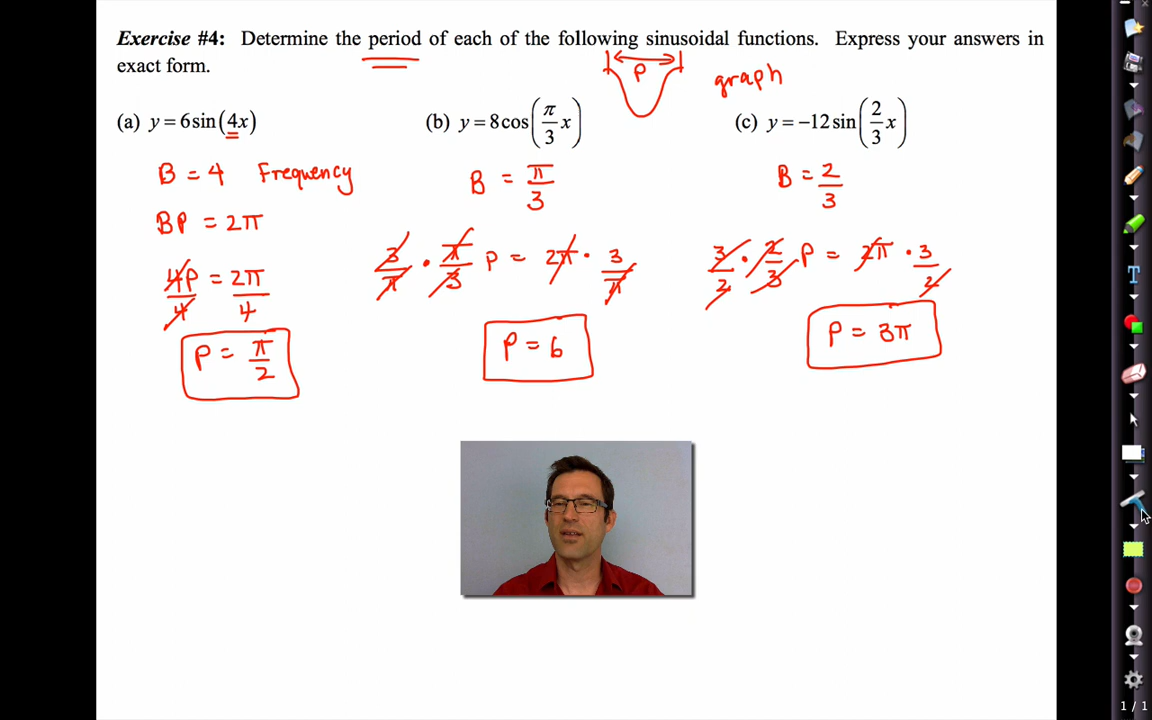 Exercise #4: Determine the period of each of the following sinusoidal functions. Express your answers in
exact form.
P
graph
(a) y = 6sin(4x)
(b) y = 8cos(π/3 x)
(c) y = −12sin(2/3 x)
B = 4 Frequency
BP = 2π
4P/4 = 2π/4
P = π/2
B = π/3
3/π · π/3 P = 2π · 3/π
P = 6
B = 2/3
3/2 · 2/3 P = 2π · 3/2
P = 3π
T
1 / 1